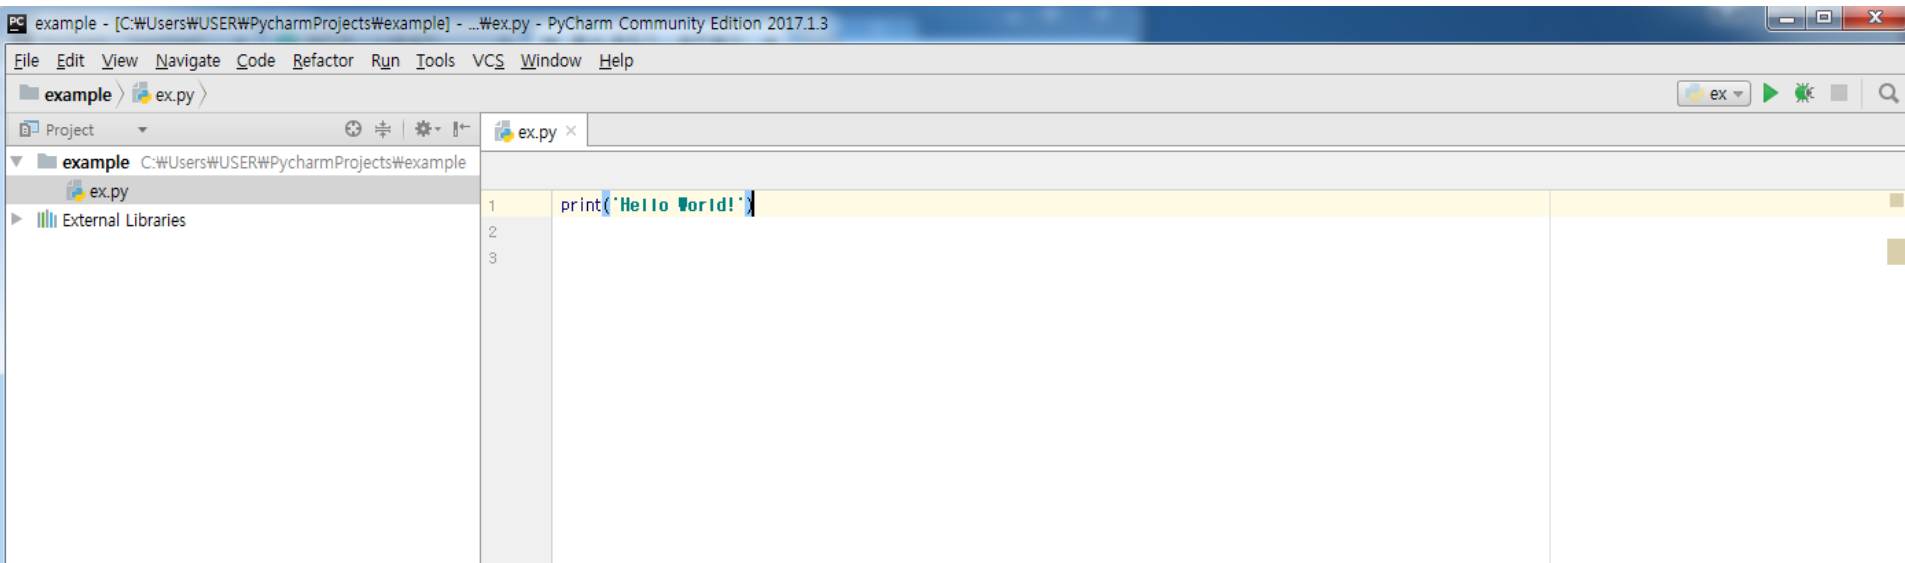 PC example - [C:₩Users₩USER₩PycharmProjects₩example] - ...₩ex.py - PyCharm Community Edition 2017.1.3
File Edit View Navigate Code Refactor Run Tools VCS Window Help
example ex.py ex
Project ex.py
example C:₩Users₩USER₩PycharmProjects₩example
ex.py
External Libraries
1 print('Hello World!')
2
3